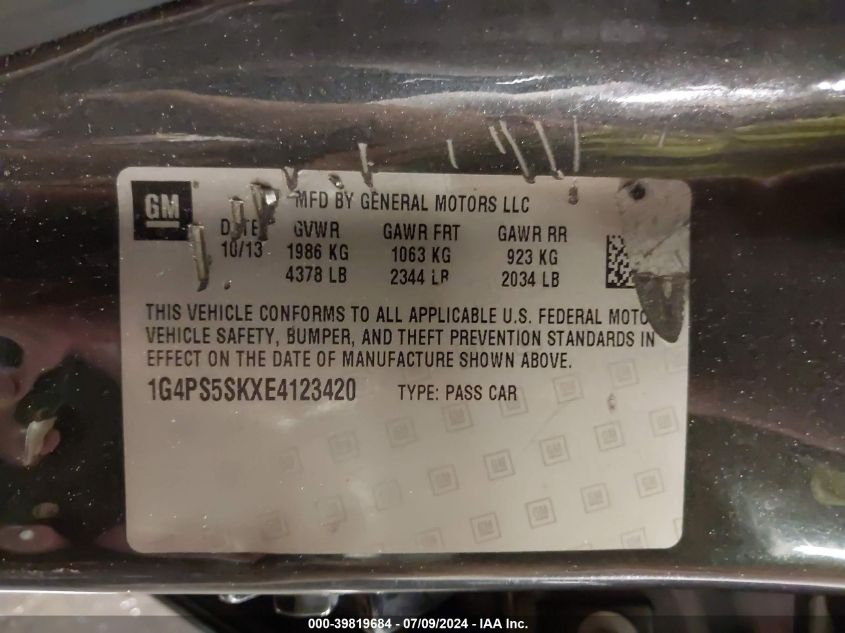 GM
MFD BY GENERAL MOTORS LLC
DATE GVWR GAWR FRT GAWR RR
10/13 1986 KG 1063 KG 923 KG
4378 LB 2344 LB 2034 LB
THIS VEHICLE CONFORMS TO ALL APPLICABLE U.S. FEDERAL MOTOR
VEHICLE SAFETY, BUMPER, AND THEFT PREVENTION STANDARDS IN
EFFECT ON THE DATE OF MANUFACTURE SHOWN ABOVE.
1G4PS5SKXE4123420 TYPE: PASS CAR
000-39819684 - 07/09/2024 - IAA Inc.